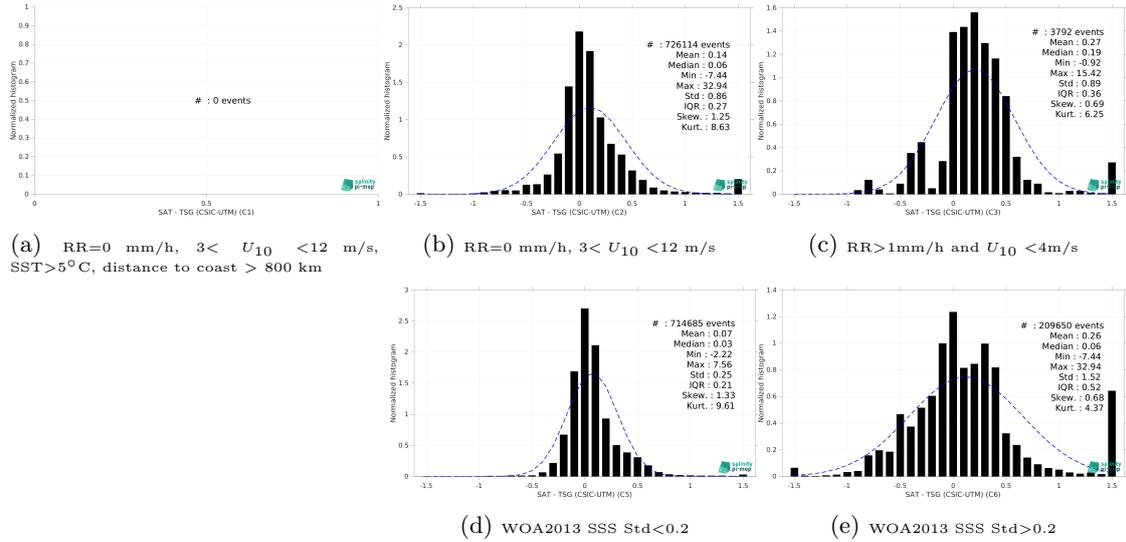 1
0.9
0.8
0.7
0.6
0.5
0.4
0.3
0.2
0.1
0
Normalized histogram
# : 0 events
salinity
pi-mep
0 0.5 1
SAT - TSG (CSIC-UTM) (C1)
2.5
2
1.5
1
0.5
0
Normalized histogram
# : 726114 events
Mean : 0.14
Median : 0.06
Min : -7.44
Max : 32.94
Std : 0.86
IQR : 0.27
Skew. : 1.25
Kurt. : 8.63
salinity
pi-mep
-1.5 -1 -0.5 0 0.5 1 1.5
SAT - TSG (CSIC-UTM) (C2)
1.6
1.4
1.2
1
0.8
0.6
0.4
0.2
0
Normalized histogram
# : 3792 events
Mean : 0.27
Median : 0.19
Min : -0.92
Max : 15.42
Std : 0.89
IQR : 0.36
Skew. : 0.69
Kurt. : 6.25
salinity
pi-mep
-1.5 -1 -0.5 0 0.5 1 1.5
SAT - TSG (CSIC-UTM) (C3)
(a) RR=0 mm/h, 3< U10 <12 m/s,
SST>5°C, distance to coast > 800 km
(b) RR=0 mm/h, 3< U10 <12 m/s
(c) RR>1mm/h and U10 <4m/s
3
2.5
2
1.5
1
0.5
0
Normalized histogram
# : 714685 events
Mean : 0.07
Median : 0.03
Min : -2.22
Max : 7.56
Std : 0.25
IQR : 0.21
Skew. : 1.33
Kurt. : 9.61
salinity
pi-mep
-1.5 -1 -0.5 0 0.5 1 1.5
SAT - TSG (CSIC-UTM) (C5)
1.4
1.2
1
0.8
0.6
0.4
0.2
0
Normalized histogram
# : 209650 events
Mean : 0.26
Median : 0.06
Min : -7.44
Max : 32.94
Std : 1.52
IQR : 0.52
Skew. : 0.68
Kurt. : 4.37
salinity
pi-mep
-1.5 -1 -0.5 0 0.5 1 1.5
SAT - TSG (CSIC-UTM) (C6)
(d) WOA2013 SSS Std<0.2
(e) WOA2013 SSS Std>0.2